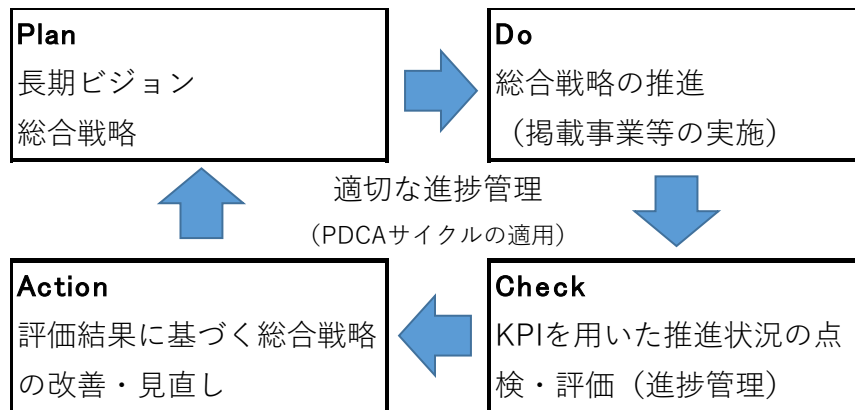 Plan
長期ビジョン
総合戦略
Do
総合戦略の推進
（掲載事業等の実施）
適切な進捗管理
（PDCAサイクルの適用）
Action
評価結果に基づく総合戦略
の改善・見直し
Check
KPIを用いた推進状況の点
検・評価（進捗管理）